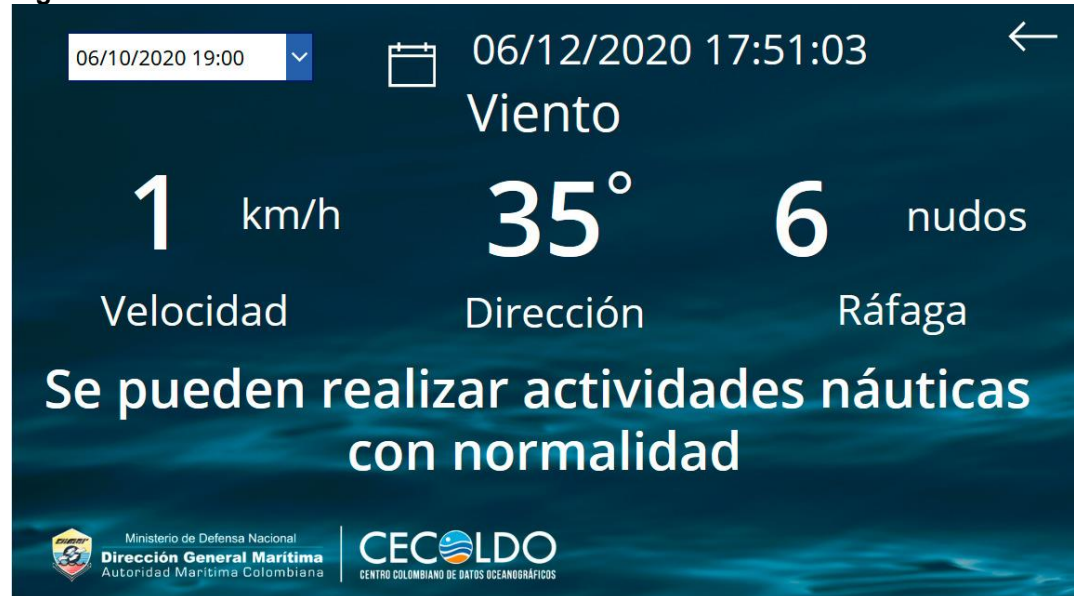 06/10/2020 19:00
06/12/2020 17:51:03
Viento
1 km/h
35°
6 nudos
Velocidad
Dirección
Ráfaga
Se pueden realizar actividades náuticas
con normalidad
Ministerio de Defensa Nacional
Dirección General Marítima
Autoridad Marítima Colombiana
CECOLDO
CENTRO COLOMBIANO DE DATOS OCEANOGRÁFICOS